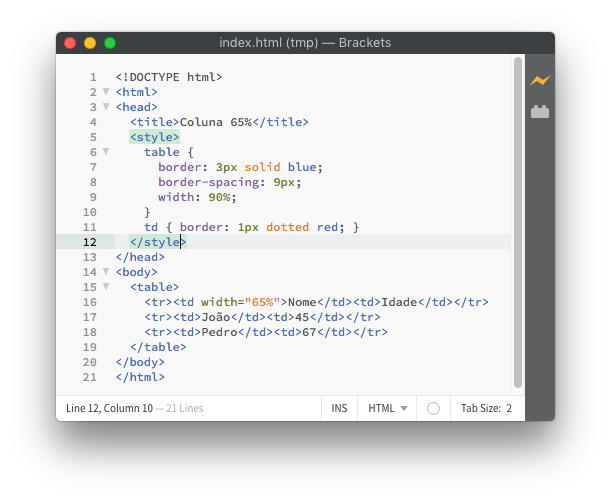 index.html (tmp) — Brackets
1 <!DOCTYPE html>
2 <html>
3 <head>
4 <title>Coluna 65%</title>
5 <style>
6 table {
7 border: 3px solid blue;
8 border-spacing: 9px;
9 width: 90%;
10 }
11 td { border: 1px dotted red; }
12 </style>
13 </head>
14 <body>
15 <table>
16 <tr><td width="65%">Nome</td><td>Idade</td></tr>
17 <tr><td>João</td><td>45</td></tr>
18 <tr><td>Pedro</td><td>67</td></tr>
19 </table>
20 </body>
21 </html>
Line 12, Column 10 — 21 Lines INS HTML Tab Size: 2